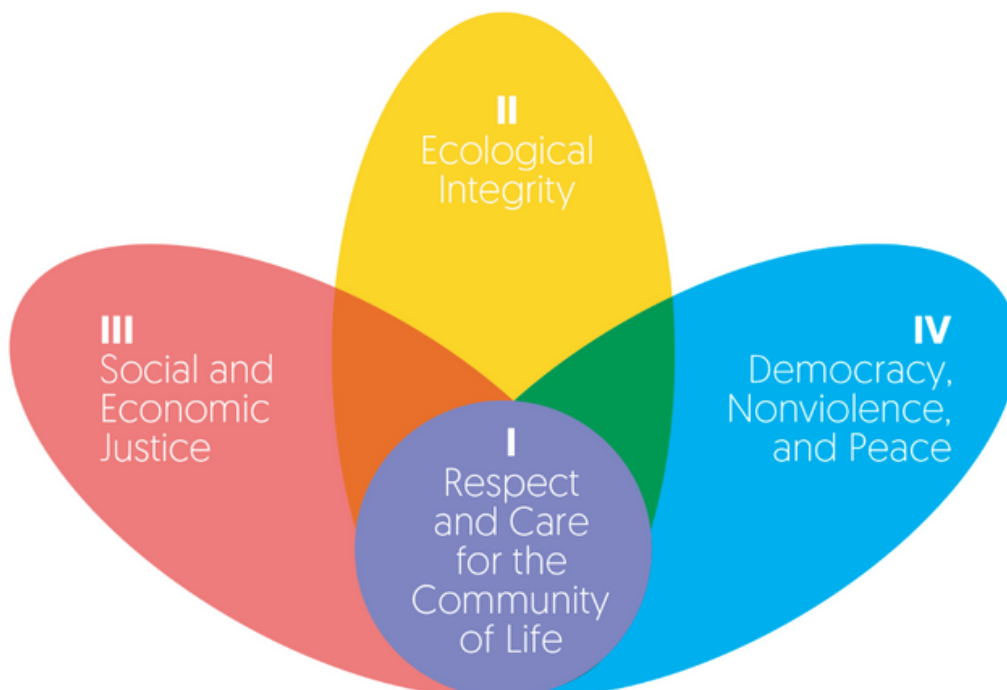 II
Ecological
Integrity
III
Social and
Economic
Justice
IV
Democracy,
Nonviolence,
and Peace
I
Respect
and Care
for the
Community
of Life